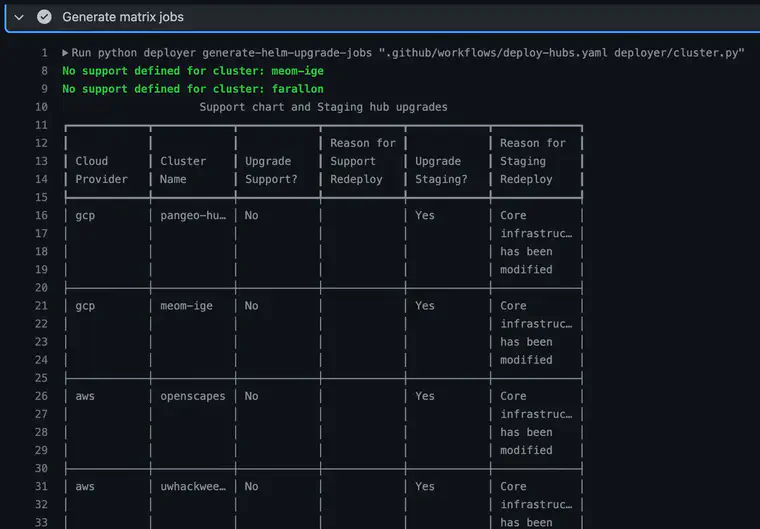 Generate matrix jobs
1 Run python deployer generate-helm-upgrade-jobs ".github/workflows/deploy-hubs.yaml deployer/cluster.py"
8 No support defined for cluster: meom-ige
9 No support defined for cluster: farallon
10 Support chart and Staging hub upgrades
11
12 Reason for Reason for
13 Cloud Cluster Upgrade Support Upgrade Staging
14 Provider Name Support? Redeploy Staging? Redeploy
15
16 gcp pangeo-hu… No Yes Core
17 infrastruc…
18 has been
19 modified
20
21 gcp meom-ige No Yes Core
22 infrastruc…
23 has been
24 modified
25
26 aws openscapes No Yes Core
27 infrastruc…
28 has been
29 modified
30
31 aws uwhackwee… No Yes Core
32 infrastruc…
33 has been